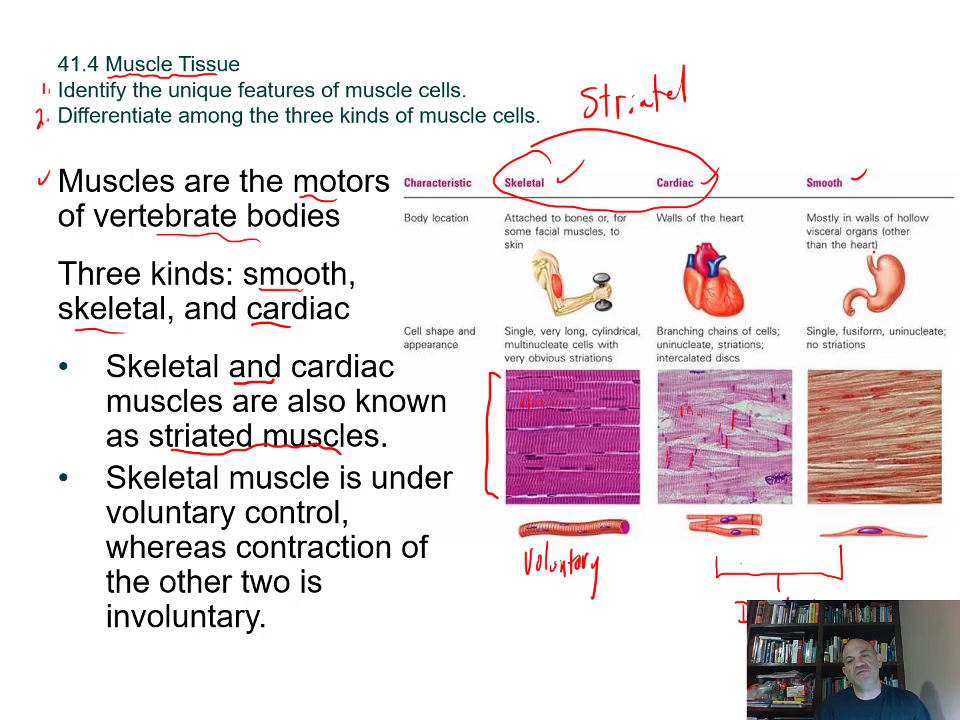 41.4 Muscle Tissue
1. Identify the unique features of muscle cells.
2. Differentiate among the three kinds of muscle cells.
Striated
Muscles are the motors
of vertebrate bodies
Three kinds: smooth,
skeletal, and cardiac
• Skeletal and cardiac
muscles are also known
as striated muscles.
• Skeletal muscle is under
voluntary control,
whereas contraction of
the other two is
involuntary.
Characteristic Skeletal Cardiac Smooth
Body location
Attached to bones or, for
some facial muscles, to
skin
Walls of the heart
Mostly in walls of hollow
visceral organs (other
than the heart)
Cell shape and
appearance
Single, very long, cylindrical,
multinucleate cells with
very obvious striations
Branching chains of cells;
uninucleate, striations;
intercalated discs
Single, fusiform, uninucleate;
no striations
Voluntary